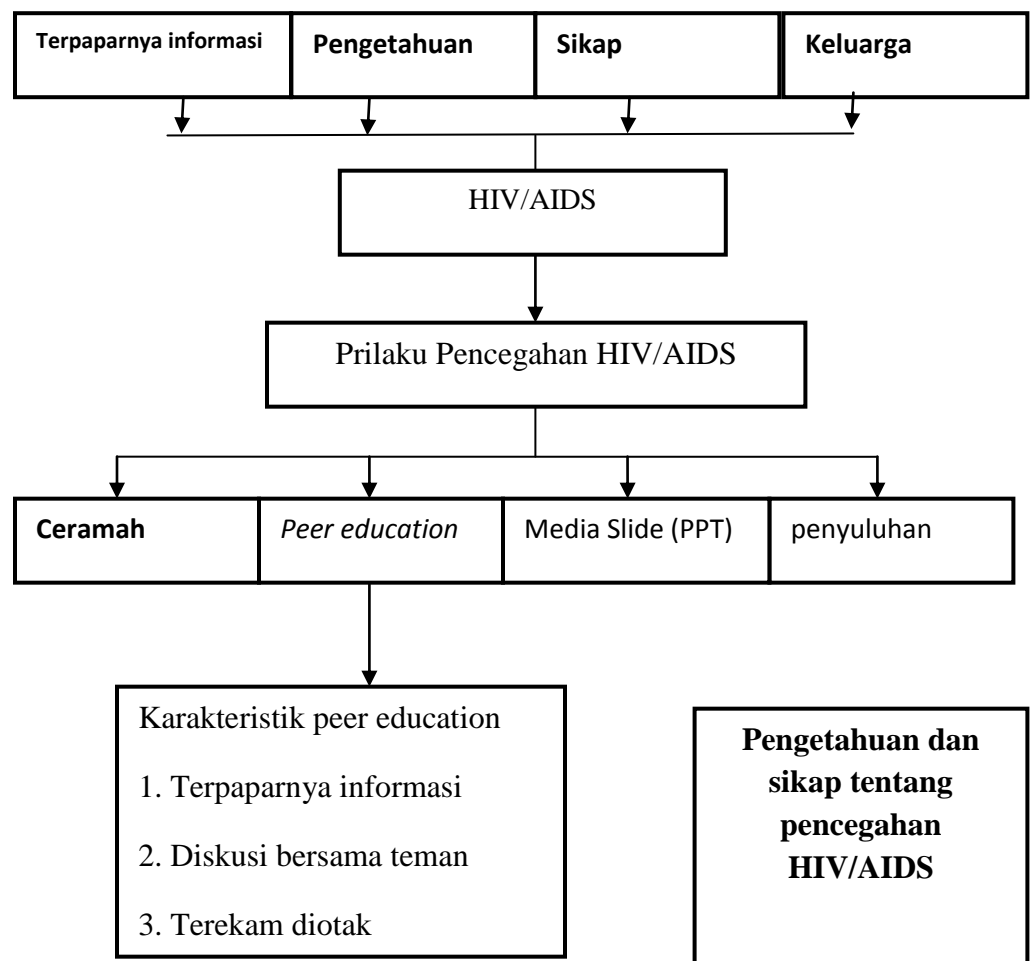 Terpaparnya informasi
Pengetahuan
Sikap
Keluarga
HIV/AIDS
Prilaku Pencegahan HIV/AIDS
Ceramah
Peer education
Media Slide (PPT)
penyuluhan
Karakteristik peer education
1. Terpaparnya informasi
2. Diskusi bersama teman
3. Terekam diotak
Pengetahuan dan
sikap tentang
pencegahan
HIV/AIDS